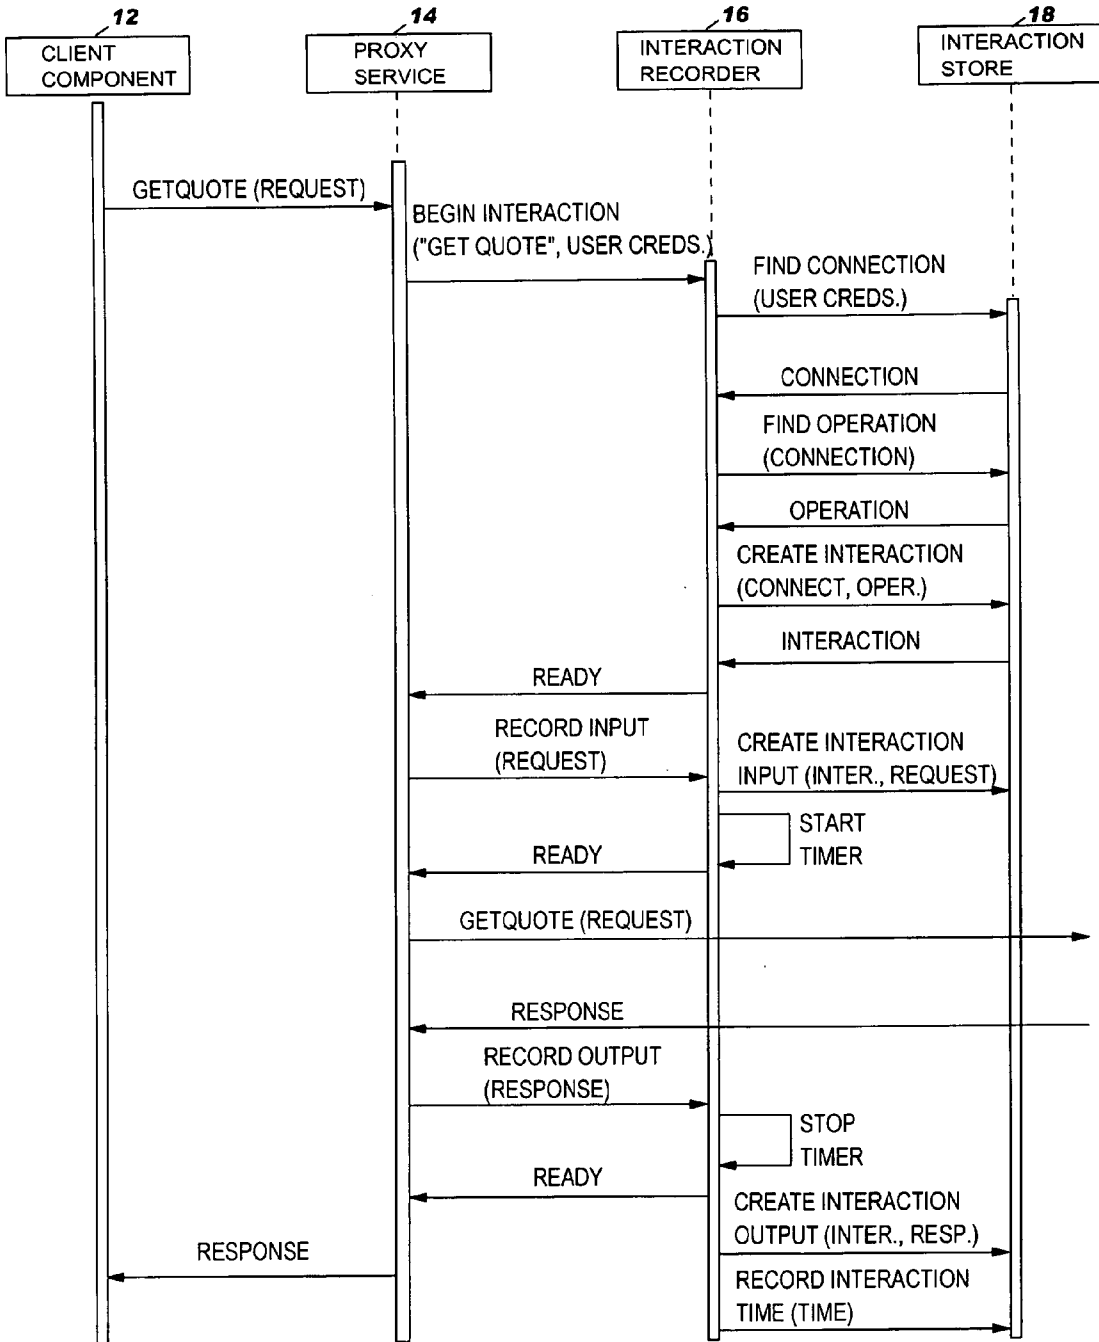 12
14
16
18
CLIENT
COMPONENT
PROXY
SERVICE
INTERACTION
RECORDER
INTERACTION
STORE
GETQUOTE (REQUEST)
BEGIN INTERACTION
("GET QUOTE", USER CREDS.)
FIND CONNECTION
(USER CREDS.)
CONNECTION
FIND OPERATION
(CONNECTION)
OPERATION
CREATE INTERACTION
(CONNECT, OPER.)
INTERACTION
READY
RECORD INPUT
(REQUEST)
CREATE INTERACTION
INPUT (INTER., REQUEST)
START
TIMER
READY
GETQUOTE (REQUEST)
RESPONSE
RECORD OUTPUT
(RESPONSE)
STOP
TIMER
READY
CREATE INTERACTION
OUTPUT (INTER., RESP.)
RESPONSE
RECORD INTERACTION
TIME (TIME)